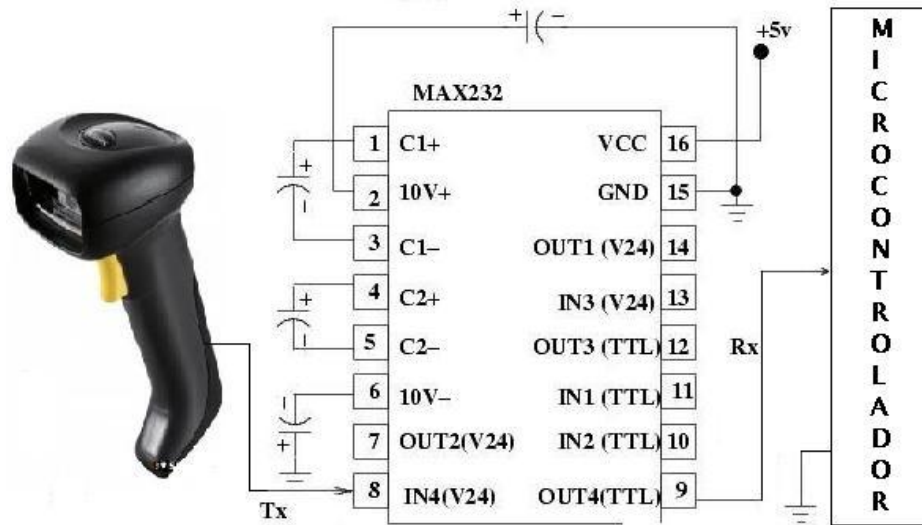 + −
+5v
MAX232
1 C1+ VCC 16
+
2 10V+ GND 15
−
3 C1− OUT1 (V24) 14
4 C2+ IN3 (V24) 13
+
−
5 C2− OUT3 (TTL) 12
Rx
6 10V− IN1 (TTL) 11
−
+
7 OUT2(V24) IN2 (TTL) 10
8 IN4(V24) OUT4(TTL) 9
Tx
MICROCONTROLADOR